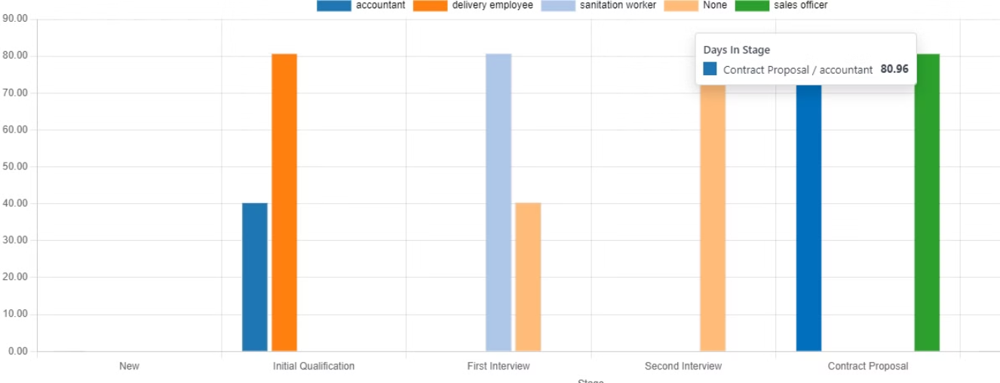 accountant delivery employee sanitation worker None sales officer
90.00
80.00
70.00
60.00
50.00
40.00
30.00
20.00
10.00
0.00
Days In Stage
Contract Proposal / accountant 80.96
New Initial Qualification First Interview Second Interview Contract Proposal
Stage